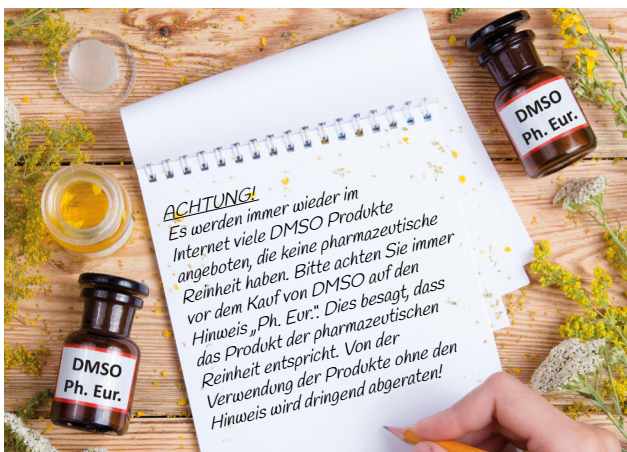 DMSO
Ph. Eur.
ACHTUNG!
Es werden immer wieder im
Internet viele DMSO Produkte
angeboten, die keine pharmazeutische
Reinheit haben. Bitte achten Sie immer
vor dem Kauf von DMSO auf den
Hinweis „Ph. Eur.". Dies besagt, dass
das Produkt der pharmazeutischen
Reinheit entspricht. Von der
Verwendung der Produkte ohne den
Hinweis wird dringend abgeraten!
DMSO
Ph. Eur.